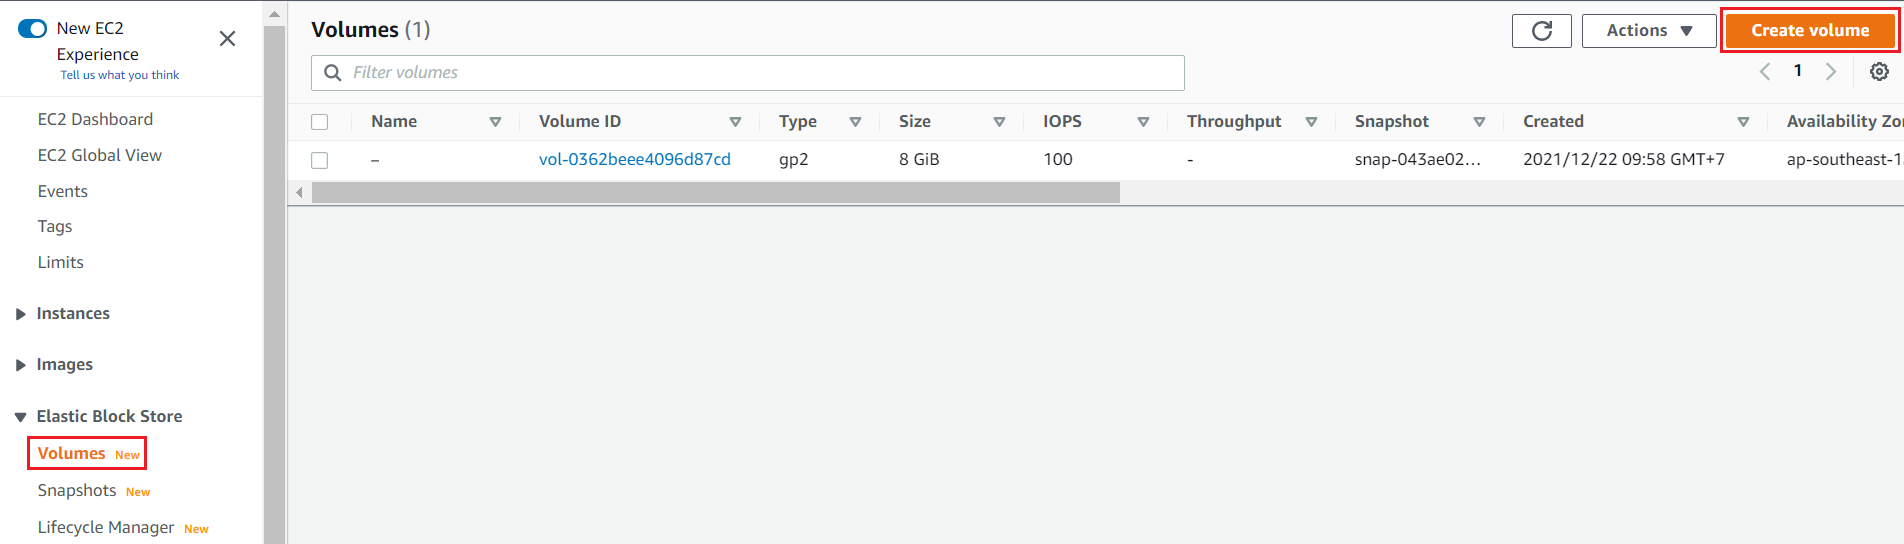 New EC2
Experience
Tell us what you think
EC2 Dashboard
EC2 Global View
Events
Tags
Limits
Instances
Images
Elastic Block Store
Volumes New
Snapshots New
Lifecycle Manager New
Volumes (1)
Actions
Create volume
Filter volumes
1
Name Volume ID Type Size IOPS Throughput Snapshot Created Availability Zo
– vol-0362beee4096d87cd gp2 8 GiB 100 - snap-043ae02... 2021/12/22 09:58 GMT+7 ap-southeast-1